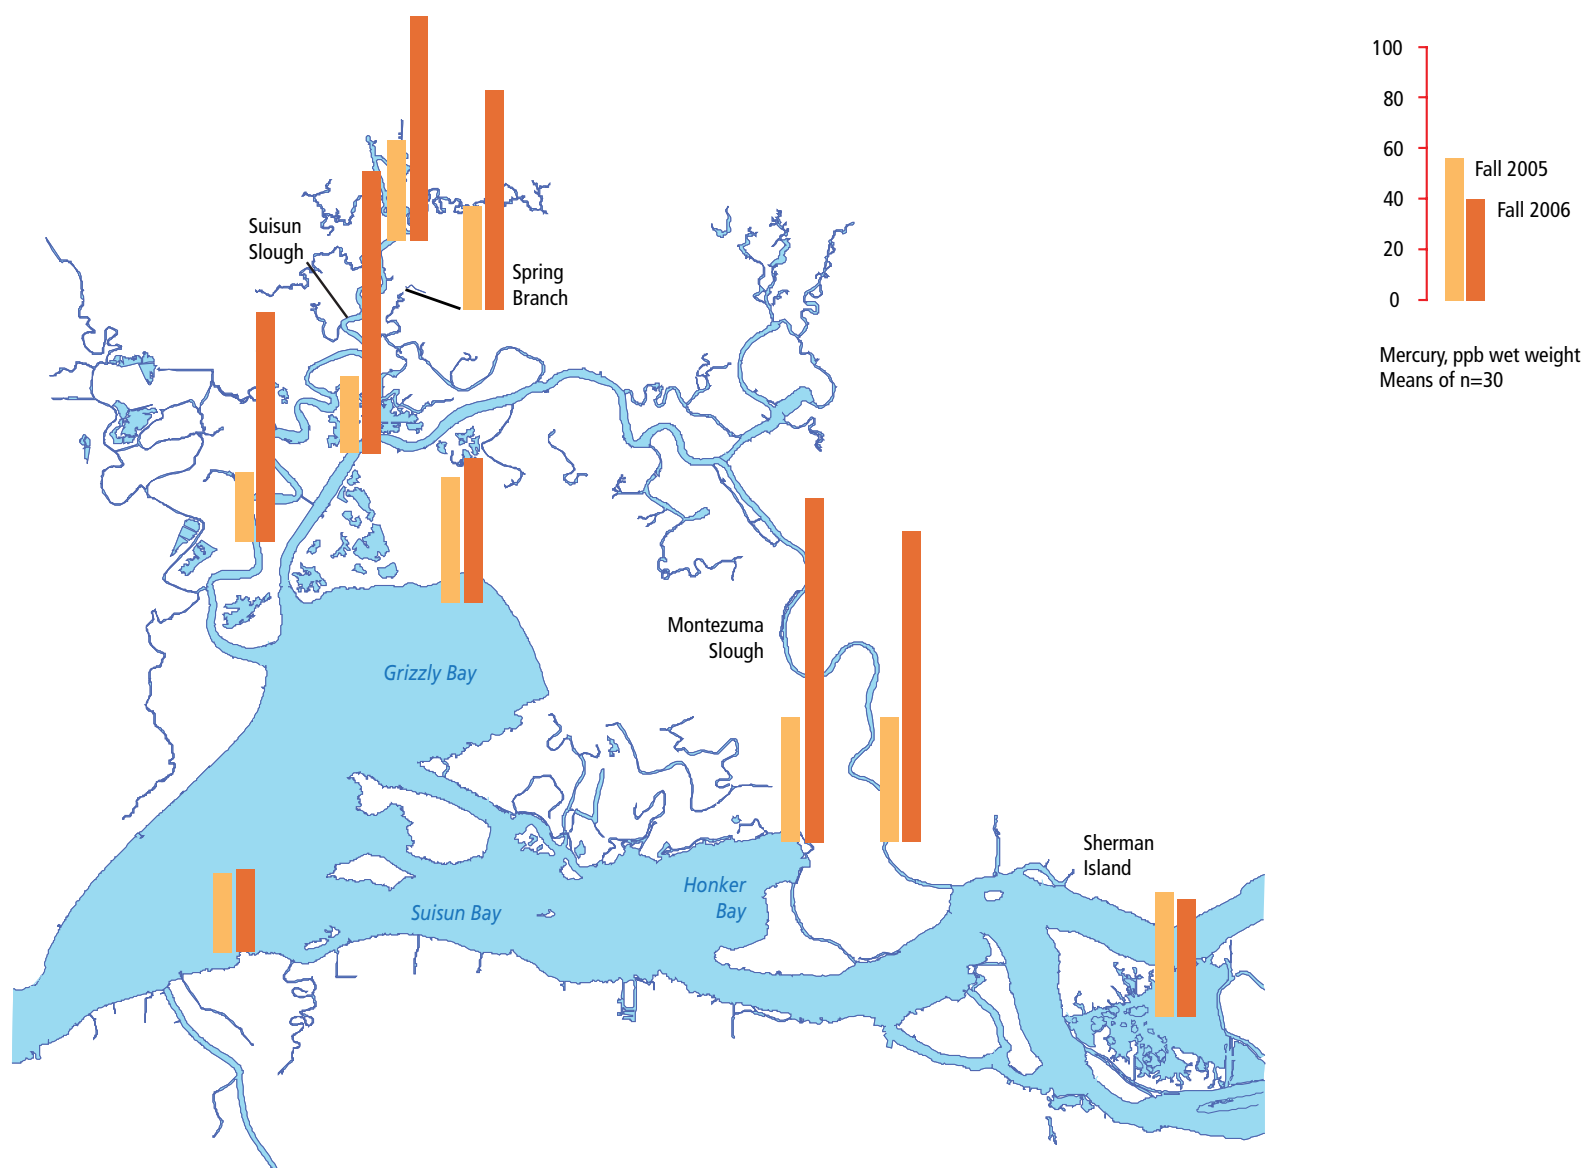 100
80
60
40
20
0
Fall 2005
Fall 2006
Mercury, ppb wet weight
Means of n=30
Suisun
Slough
Spring
Branch
Grizzly Bay
Montezuma
Slough
Sherman
Island
Honker
Bay
Suisun Bay